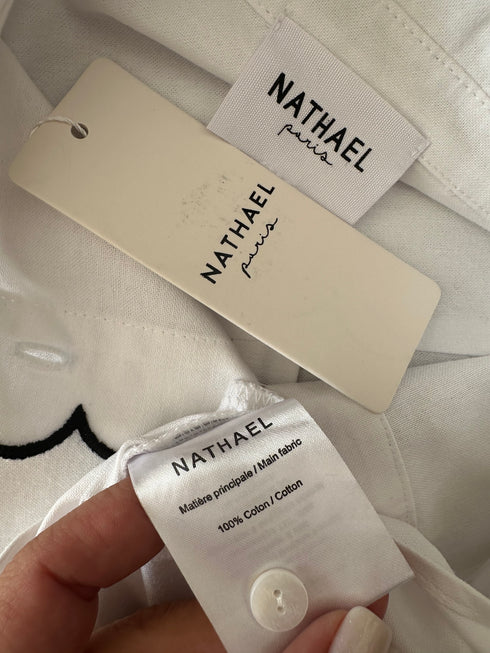 NATHAEL
paris
NATHAEL
paris
NATHAEL
Matière principale / Main fabric
100% Coton / Cotton